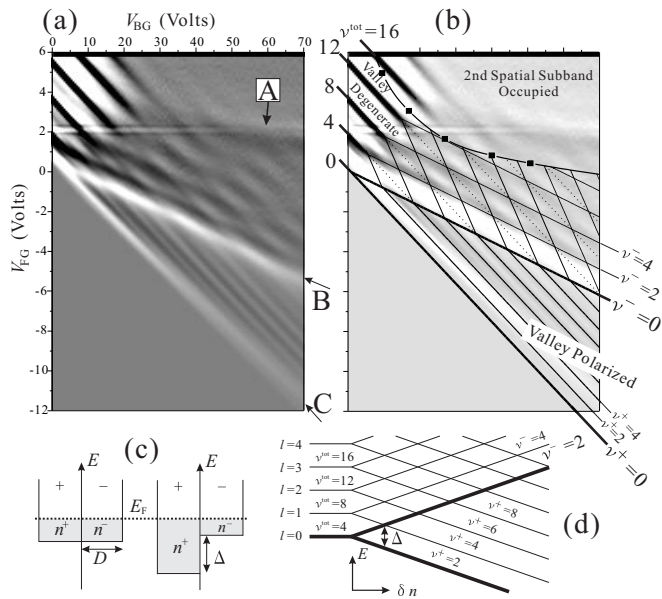 (a)
V_BG (Volts)
0 10 20 30 40 50 60 70
6
4
2
0
-2
-4
-6
-8
-10
-12
V_FG (Volts)
A
B
C
(b)
ν^tot=16
12
8
4
0
Valley
Degenerate
2nd Spatial Subband
Occupied
ν^-=4
ν^-=2
ν^-=0
Valley Polarized
ν^+=4
ν^+=2
ν^+=0
(c)
E
+ -
n^+ n^-
D
E_F
E
+ -
n^+
n^-
Δ
(d)
l=4
l=3
l=2
l=1
l=0
ν^tot=16
ν^tot=12
ν^tot=8
ν^tot=4
ν^-=4
ν^-=2
ν^+=8
ν^+=6
ν^+=4
ν^+=2
Δ
E
δn